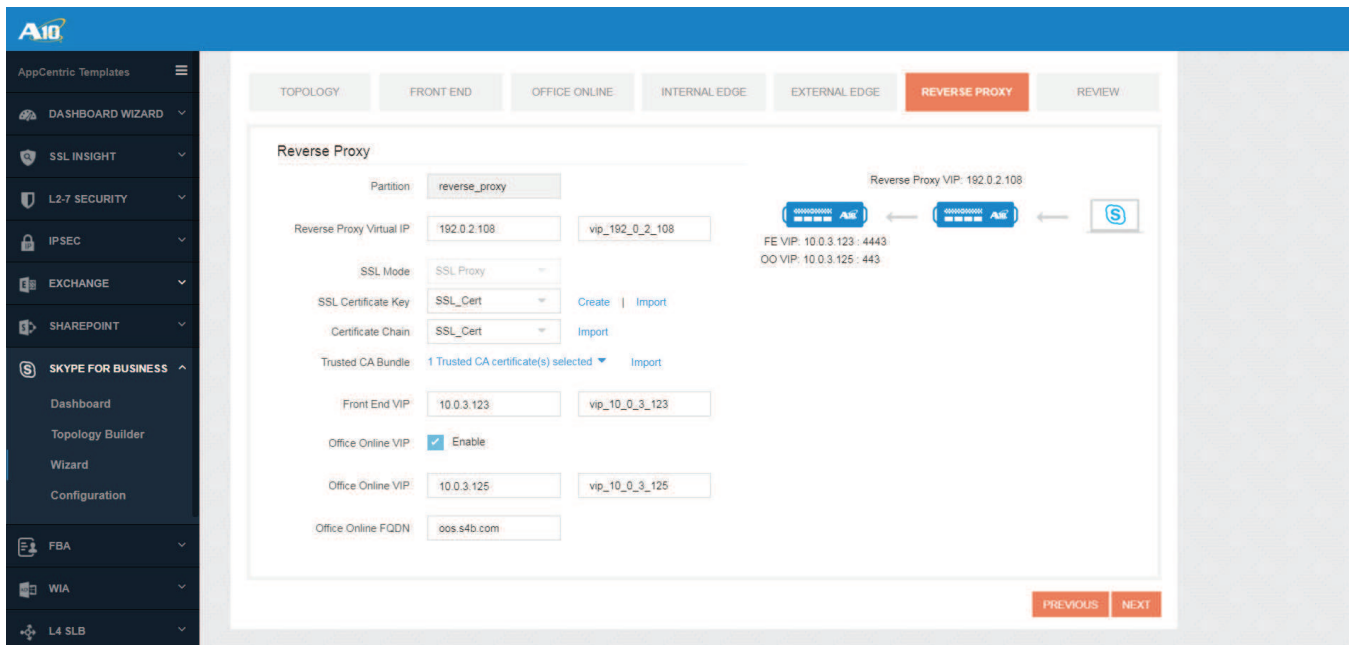 A10
AppCentric Templates
DASHBOARD WIZARD
SSL INSIGHT
L2-7 SECURITY
IPSEC
EXCHANGE
SHAREPOINT
SKYPE FOR BUSINESS
Dashboard
Topology Builder
Wizard
Configuration
FBA
WIA
L4 SLB
TOPOLOGY FRONT END OFFICE ONLINE INTERNAL EDGE EXTERNAL EDGE REVERSE PROXY REVIEW
Reverse Proxy
Partition reverse_proxy
Reverse Proxy Virtual IP 192.0.2.108 vip_192_0_2_108
SSL Mode SSL Proxy
SSL Certificate Key SSL_Cert Create | Import
Certificate Chain SSL_Cert Import
Trusted CA Bundle 1 Trusted CA certificate(s) selected Import
Front End VIP 10.0.3.123 vip_10_0_3_123
Office Online VIP Enable
Office Online VIP 10.0.3.125 vip_10_0_3_125
Office Online FQDN oos.s4b.com
Reverse Proxy VIP: 192.0.2.108
A10 A10 S
FE VIP: 10.0.3.123 : 4443
OO VIP: 10.0.3.125 : 443
PREVIOUS NEXT